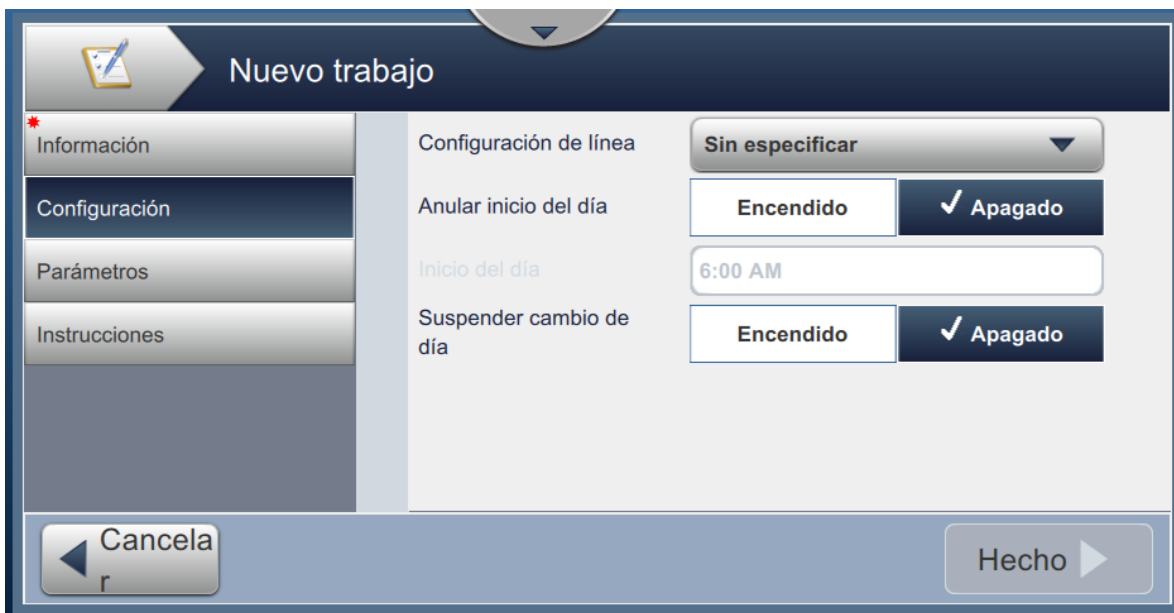 Nuevo trabajo
Información
Configuración
Parámetros
Instrucciones
Configuración de línea
Sin especificar
Anular inicio del día
Encendido
Apagado
Inicio del día
6:00 AM
Suspender cambio de
día
Encendido
Apagado
Cancela
r
Hecho